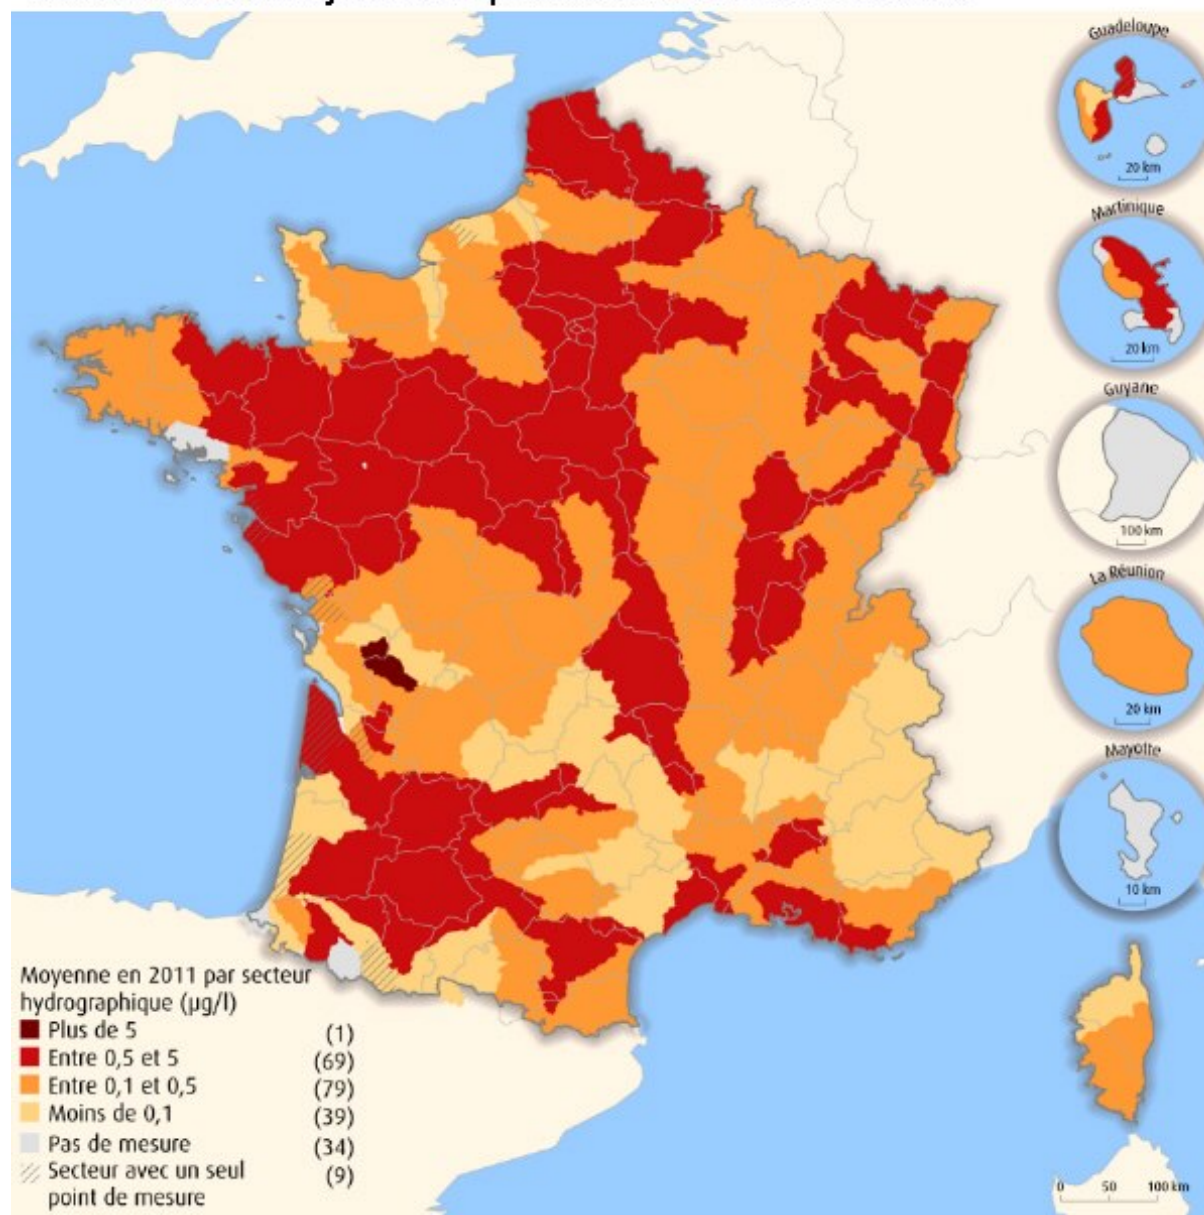 Guadeloupe
20 km
Martinique
20 km
Guyane
100 km
La Réunion
20 km
Mayotte
10 km
Moyenne en 2011 par secteur
hydrographique (µg/l)
Plus de 5 (1)
Entre 0,5 et 5 (69)
Entre 0,1 et 0,5 (79)
Moins de 0,1 (39)
Pas de mesure (34)
Secteur avec un seul (9)
point de mesure
0 50 100 km